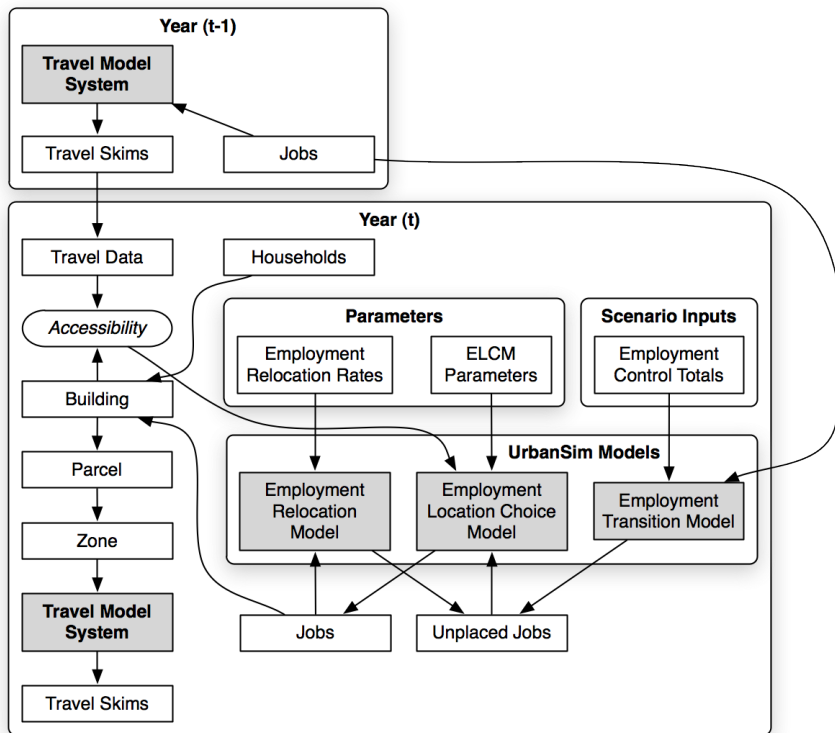 Year (t-1)
Travel Model
System
Travel Skims
Jobs
Year (t)
Travel Data
Households
Accessibility
Parameters
Scenario Inputs
Employment
Relocation Rates
ELCM
Parameters
Employment
Control Totals
Building
UrbanSim Models
Parcel
Employment
Relocation
Model
Employment
Location Choice
Model
Employment
Transition Model
Zone
Travel Model
System
Jobs
Unplaced Jobs
Travel Skims